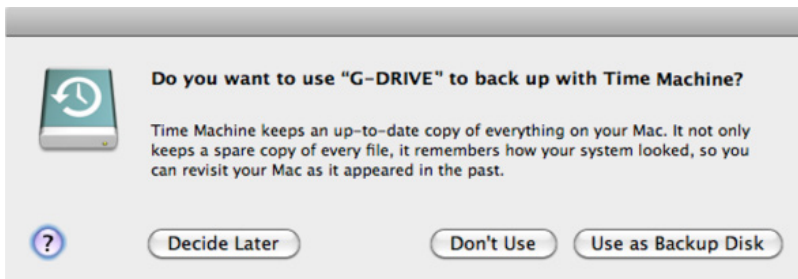 Do you want to use “G-DRIVE” to back up with Time Machine?
Time Machine keeps an up-to-date copy of everything on your Mac. It not only
keeps a spare copy of every file, it remembers how your system looked, so you
can revisit your Mac as it appeared in the past.
? Decide Later Don't Use Use as Backup Disk